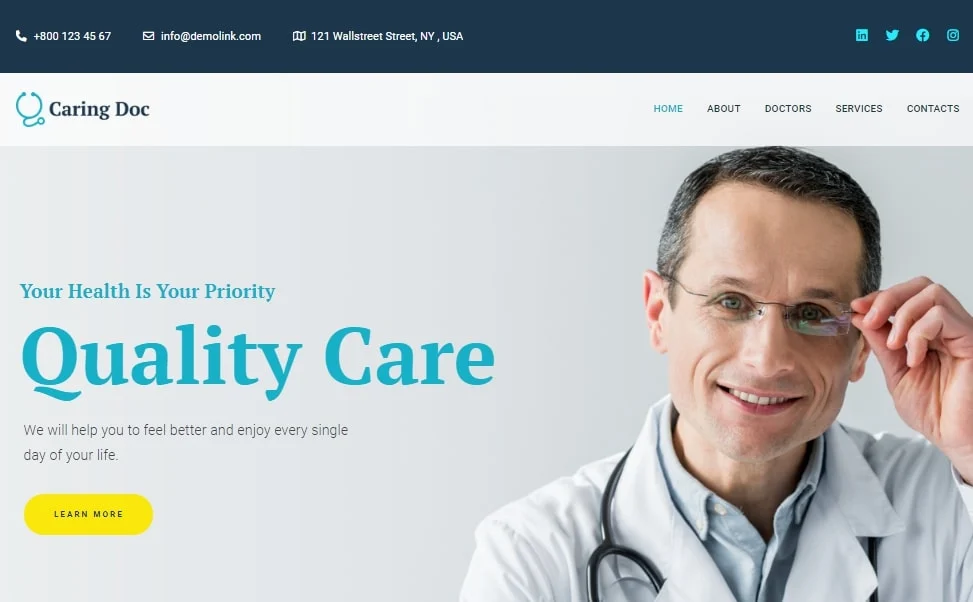 +800 123 45 67 info@demolink.com 121 Wallstreet Street, NY , USA
Caring Doc HOME ABOUT DOCTORS SERVICES CONTACTS
Your Health Is Your Priority
Quality Care
We will help you to feel better and enjoy every single
day of your life.
LEARN MORE